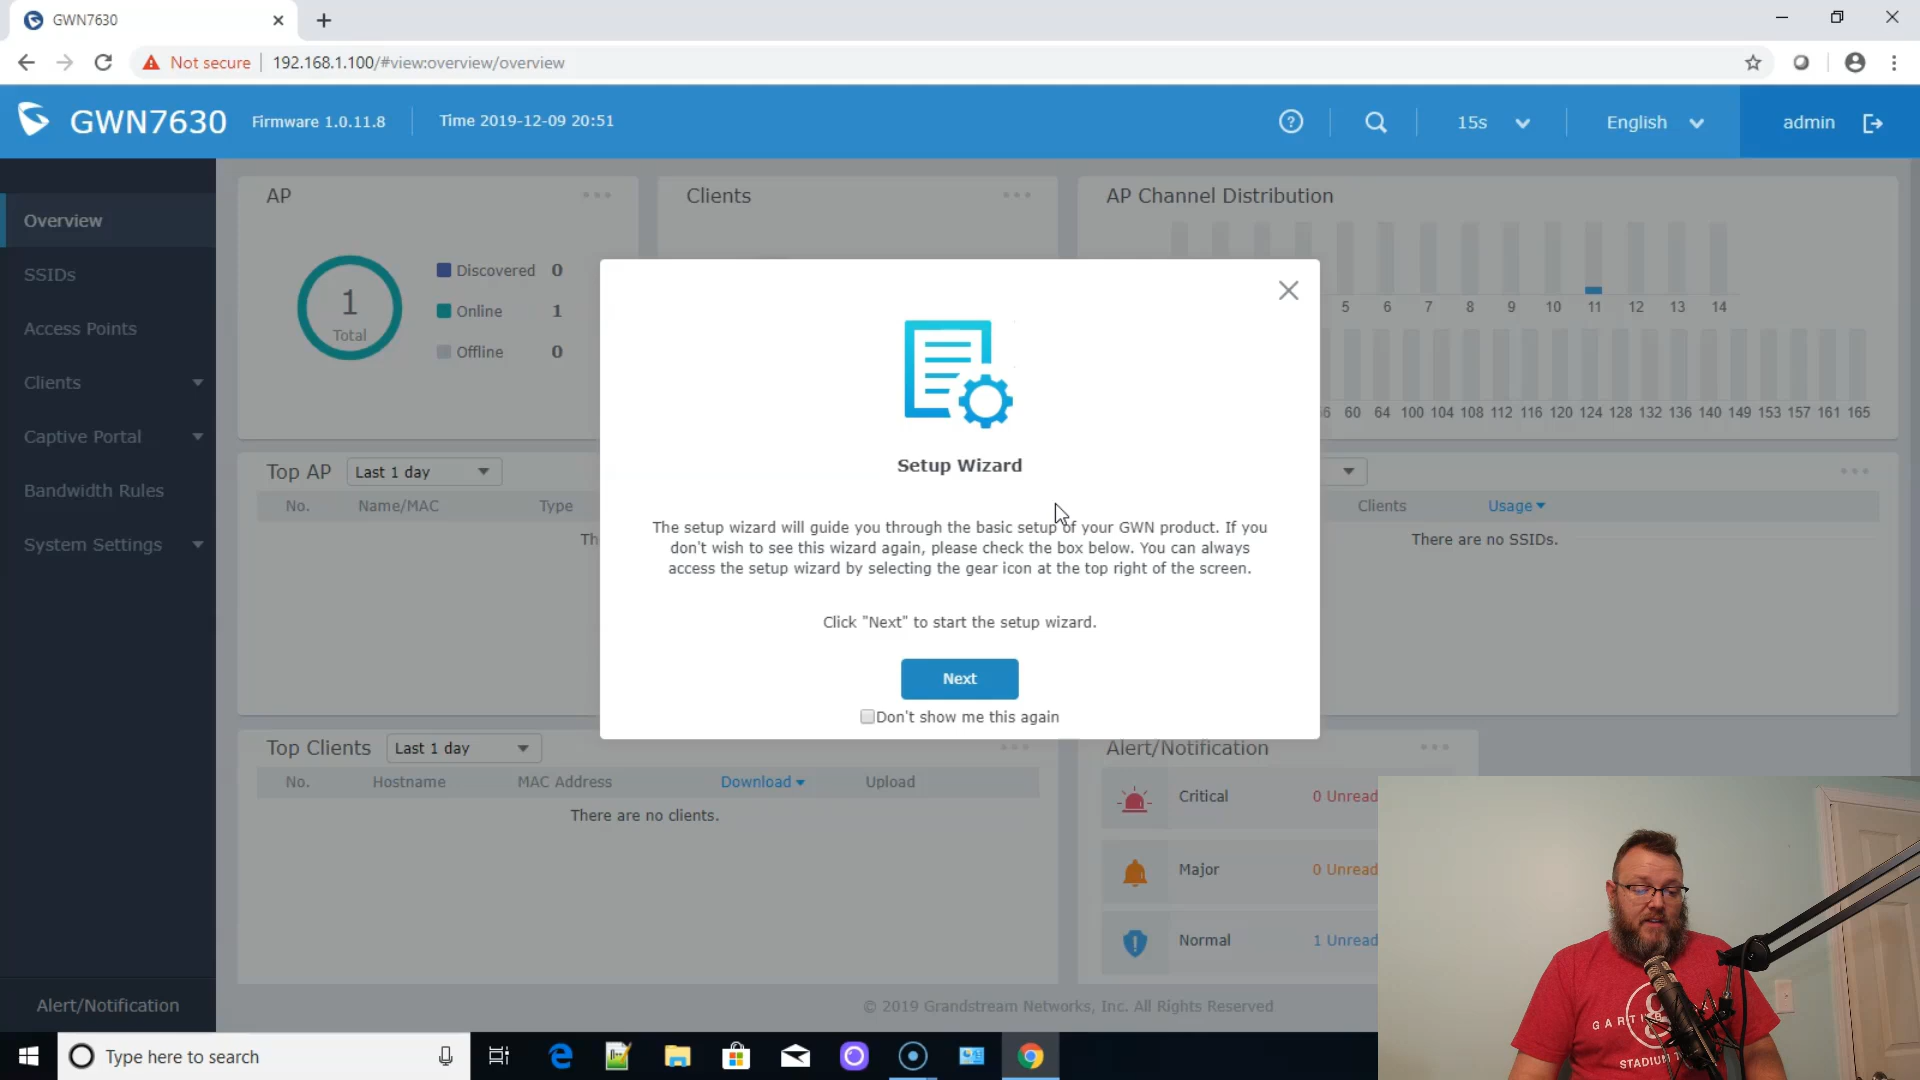 GWN7630
Not secure
192.168.1.100/#view:overview/overview
GWN7630
Firmware 1.0.11.8
Time 2019-12-09 20:51
15s
English
admin
Overview
SSIDs
Access Points
Clients
Captive Portal
Bandwidth Rules
System Settings
Alert/Notification
AP
1
Total
Discovered 0
Online 1
Offline 0
Clients
AP Channel Distribution
5 6 7 8 9 10 11 12 13 14
60 64 100 104 108 112 116 120 124 128 132 136 140 149 153 157 161 165
Setup Wizard
The setup wizard will guide you through the basic setup of your GWN product. If you
don't wish to see this wizard again, please check the box below. You can always
access the setup wizard by selecting the gear icon at the top right of the screen.
Click "Next" to start the setup wizard.
Next
Don't show me this again
Top AP Last 1 day
No. Name/MAC Type
Th
Clients Usage
There are no SSIDs.
Top Clients Last 1 day
No. Hostname MAC Address Download Upload
There are no clients.
Alert/Notification
Critical 0 Unread
Major 0 Unread
Normal 1 Unread
© 2019 Grandstream Networks, Inc. All Rights Reserved
Type here to search
STADIUM